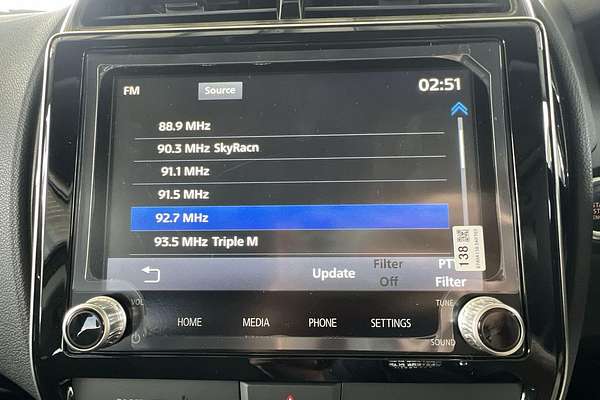 FM Source 02:51
88.9 MHz
90.3 MHz SkyRacn
91.1 MHz
91.5 MHz
92.7 MHz
93.5 MHz Triple M
138
Update Filter Off PTY Filter
VOL TUNE
HOME MEDIA PHONE SETTINGS
SOUND